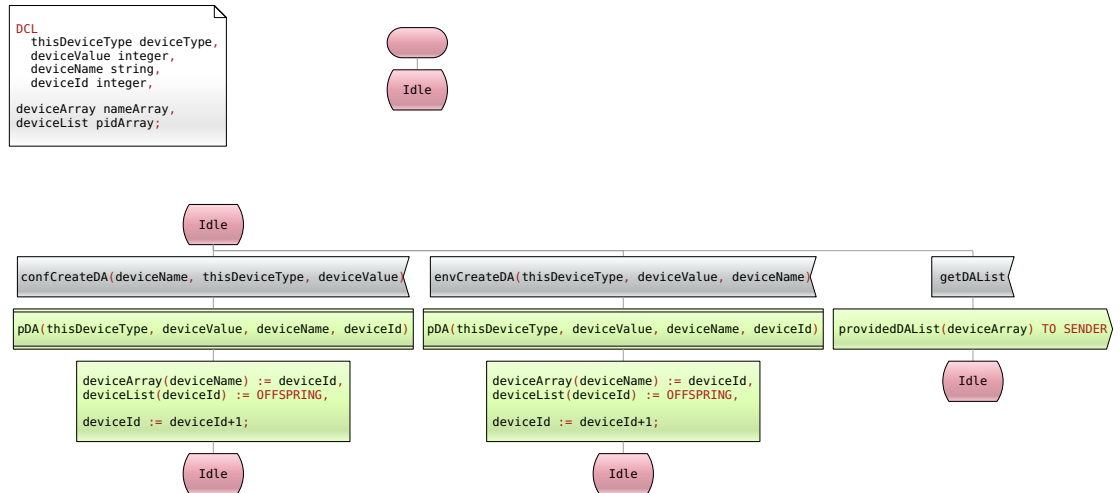 DCL
thisDeviceType deviceType,
deviceValue integer,
deviceName string,
deviceId integer,
deviceArray nameArray,
deviceList pidArray;
Idle
Idle
confCreateDA(deviceName, thisDeviceType, deviceValue)
envCreateDA(thisDeviceType, deviceValue, deviceName)
getDAList
pDA(thisDeviceType, deviceValue, deviceName, deviceId)
pDA(thisDeviceType, deviceValue, deviceName, deviceId)
providedDAList(deviceArray) TO SENDER
deviceArray(deviceName) := deviceId,
deviceList(deviceId) := OFFSPRING,
deviceId := deviceId+1;
deviceArray(deviceName) := deviceId,
deviceList(deviceId) := OFFSPRING,
deviceId := deviceId+1;
Idle
Idle
Idle